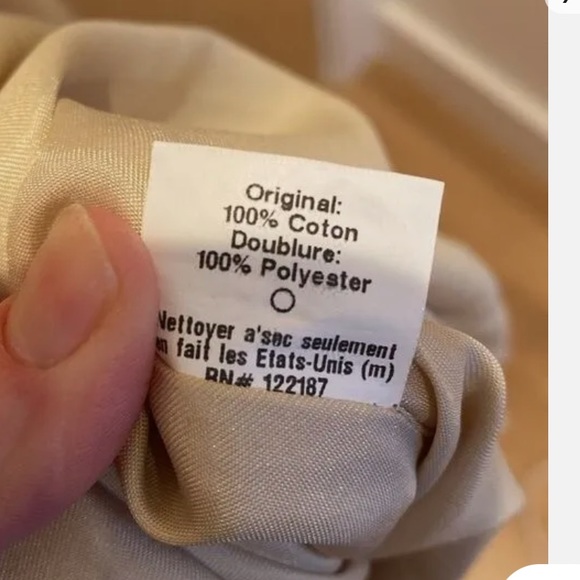 Original:
100% Coton
Doublure:
100% Polyester
Nettoyer a'sec seulement
en fait les Etats-Unis (m)
RN# 122187